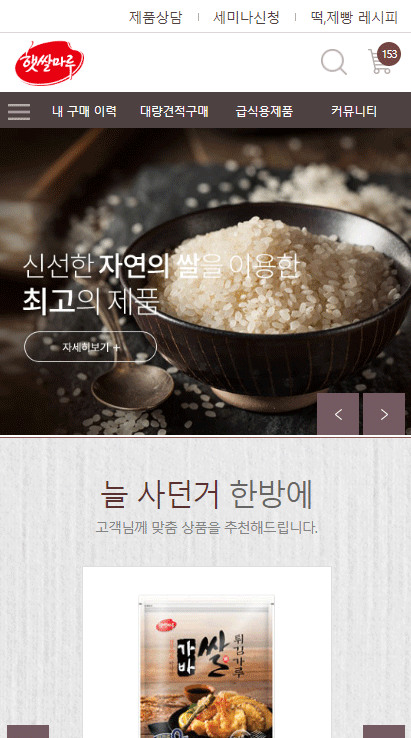 제품상담
세미나신청
떡,제빵 레시피
햇쌀마루
153
내 구매 이력
대량견적구매
급식용제품
커뮤니티
신선한 자연의 쌀을 이용한
최고의 제품
자세히보기 +
늘 사던거 한방에
고객님께 맞춤 상품을 추천해드립니다.
햇쌀마루
가바
쌀
튀김가루